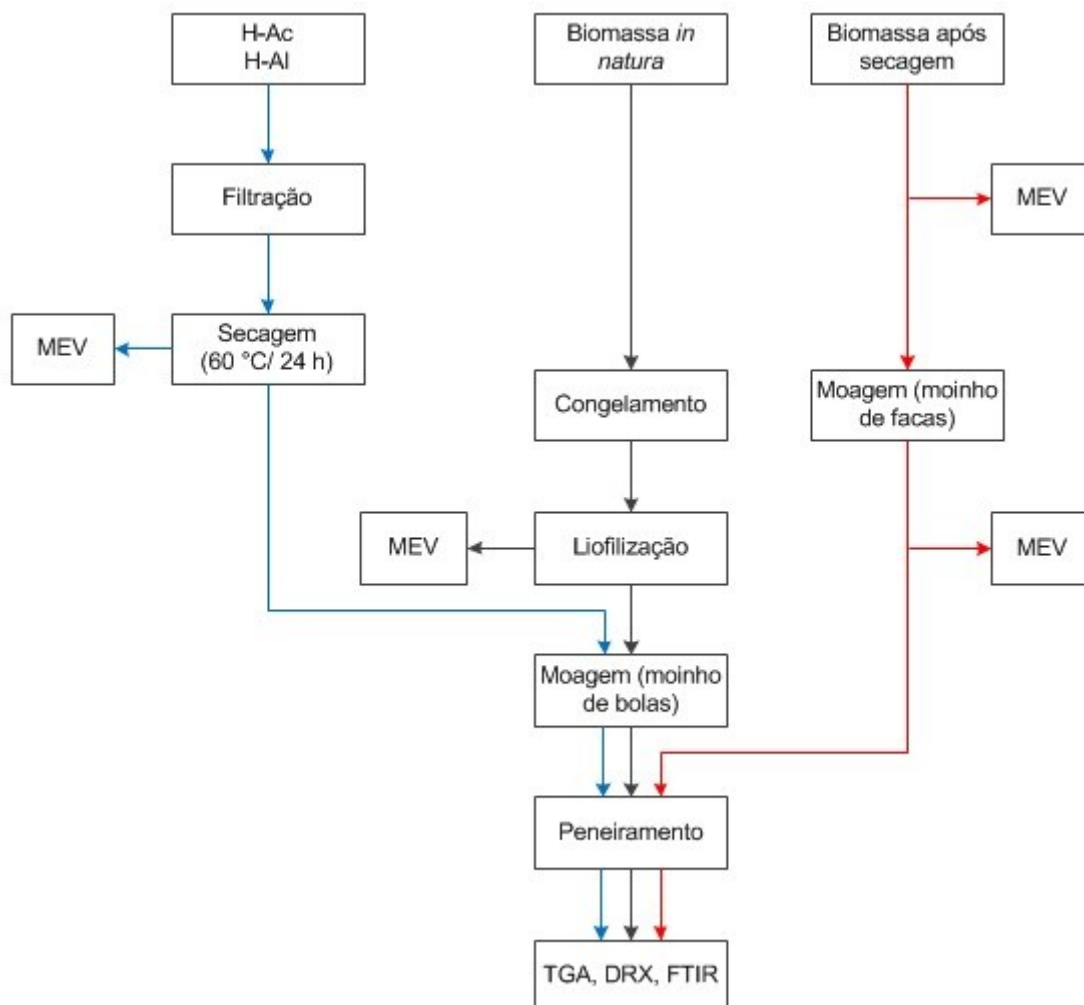 H-Ac
H-Al
Biomassa in
natura
Biomassa após
secagem
Filtração
MEV
MEV
Secagem
(60 °C/ 24 h)
Congelamento
Moagem (moinho
de facas)
MEV
Liofilização
MEV
Moagem (moinho
de bolas)
Peneiramento
TGA, DRX, FTIR